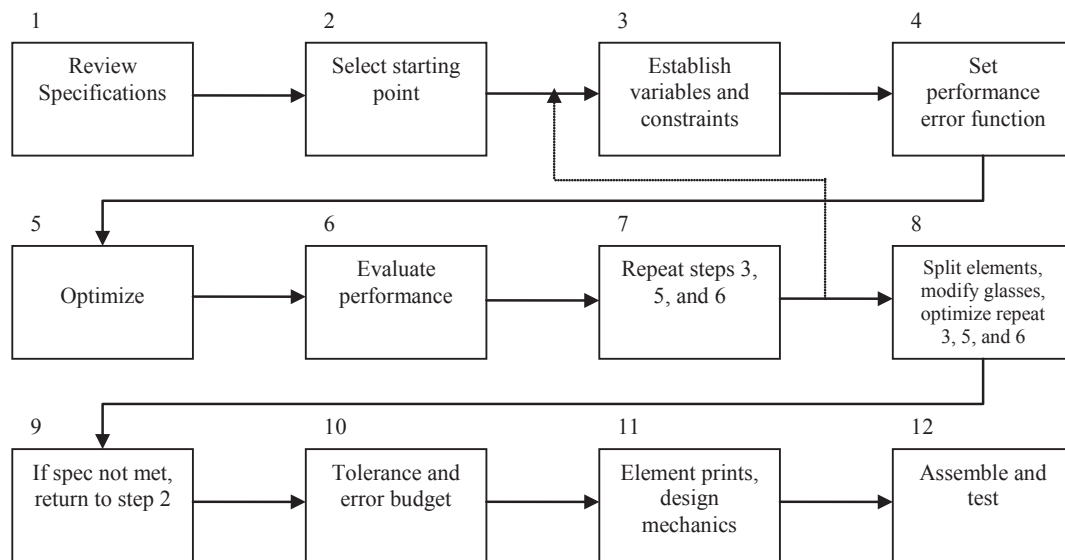 1
Review
Specifications
2
Select starting
point
3
Establish
variables and
constraints
4
Set
performance
error function
5
Optimize
6
Evaluate
performance
7
Repeat steps 3,
5, and 6
8
Split elements,
modify glasses,
optimize repeat
3, 5, and 6
9
If spec not met,
return to step 2
10
Tolerance and
error budget
11
Element prints,
design
mechanics
12
Assemble and
test